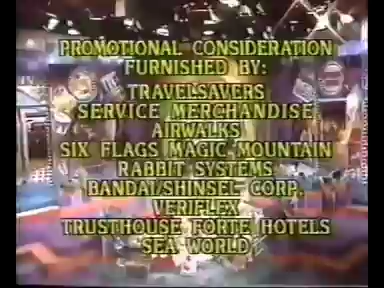 PROMOTIONAL CONSIDERATION
FURNISHED BY:
TRAVELSAVERS
SERVICE MERCHANDISE
AIRWALKS
SIX FLAGS MAGIC MOUNTAIN
RABBIT SYSTEMS
BANDAI/SHINSEI CORP.
VERIFLEX
TRUSTHOUSE FORTE HOTELS
SEA WORLD